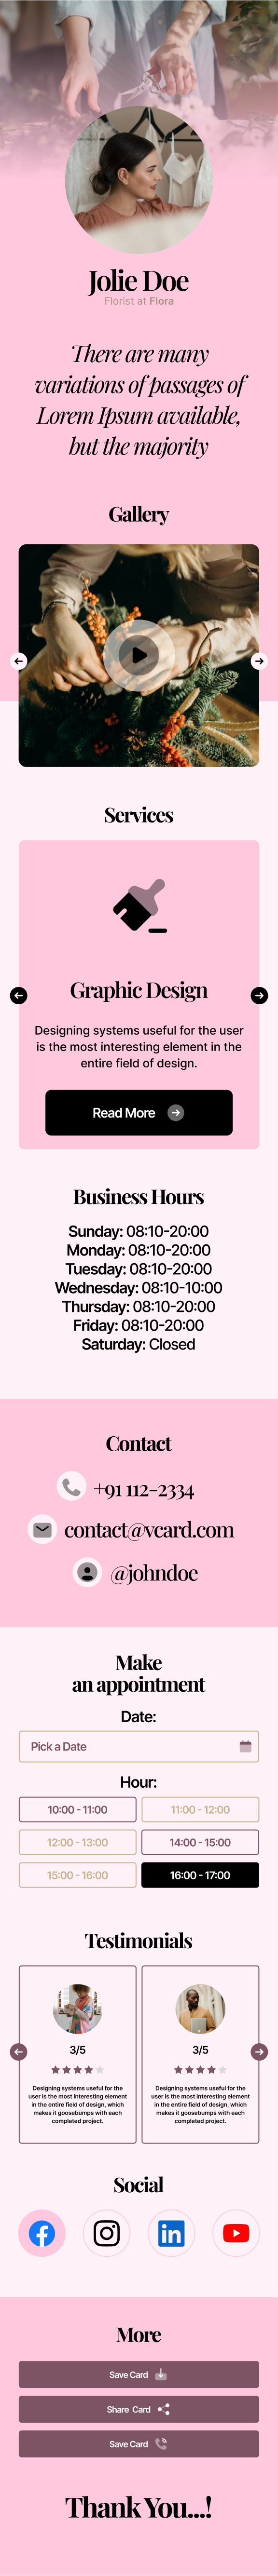 Jolie Doe
Florist at Flora
There are many
variations of passages of
Lorem Ipsum available,
but the majority
Gallery
Services
Graphic Design
Designing systems useful for the user
is the most interesting element in the
entire field of design.
Read More
Business Hours
Sunday: 08:10-20:00
Monday: 08:10-20:00
Tuesday: 08:10-20:00
Wednesday: 08:10-10:00
Thursday: 08:10-20:00
Friday: 08:10-20:00
Saturday: Closed
Contact
+91 112-2334
contact@vcard.com
@johndoe
Make
an appointment
Date:
Pick a Date
Hour:
10:00 - 11:00
11:00 - 12:00
12:00 - 13:00
14:00 - 15:00
15:00 - 16:00
16:00 - 17:00
Testimonials
3/5
Designing systems useful for the
user is the most interesting element
in the entire field of design, which
makes it goosebumps with each
completed project.
3/5
Designing systems useful for the
user is the most interesting element
in the entire field of design, which
makes it goosebumps with each
completed project.
Social
in
More
Save Card
Share Card
Save Card
Thank You...!